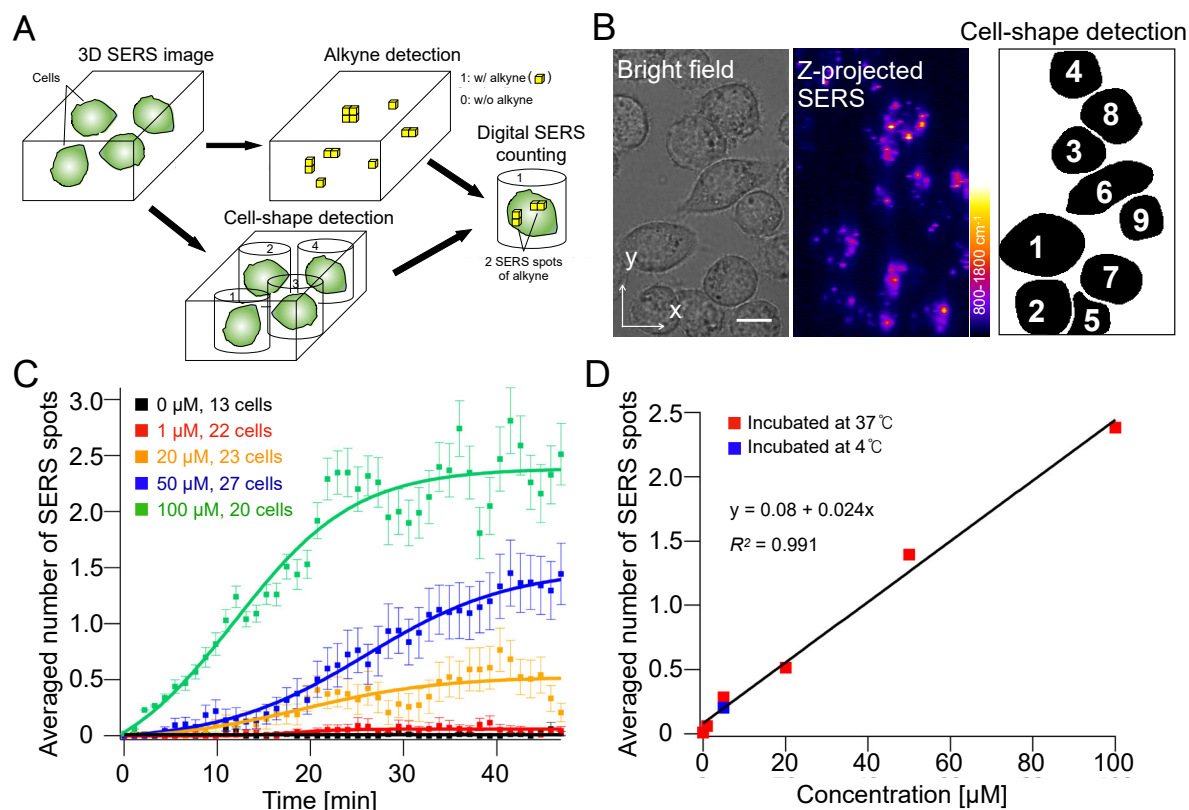 A
3D SERS image
Cells
Alkyne detection
1: w/ alkyne ( )
0: w/o alkyne
Digital SERS
counting
1
2 SERS spots
of alkyne
Cell-shape detection
2
4
3
1
B
Bright field
y
x
Z-projected
SERS
800-1800 cm⁻¹
Cell-shape detection
4
8
3
6
9
1
7
2
5
C
Averaged number of SERS spots
3.0
2.5
2.0
1.5
1.0
0.5
0
0 µM, 13 cells
1 µM, 22 cells
20 µM, 23 cells
50 µM, 27 cells
100 µM, 20 cells
0
10
20
30
40
Time [min]
D
Averaged number of SERS spots
2.5
2.0
1.5
1.0
0.5
0
Incubated at 37℃
Incubated at 4℃
y = 0.08 + 0.024x
R² = 0.991
0
20
40
60
80
100
Concentration [µM]